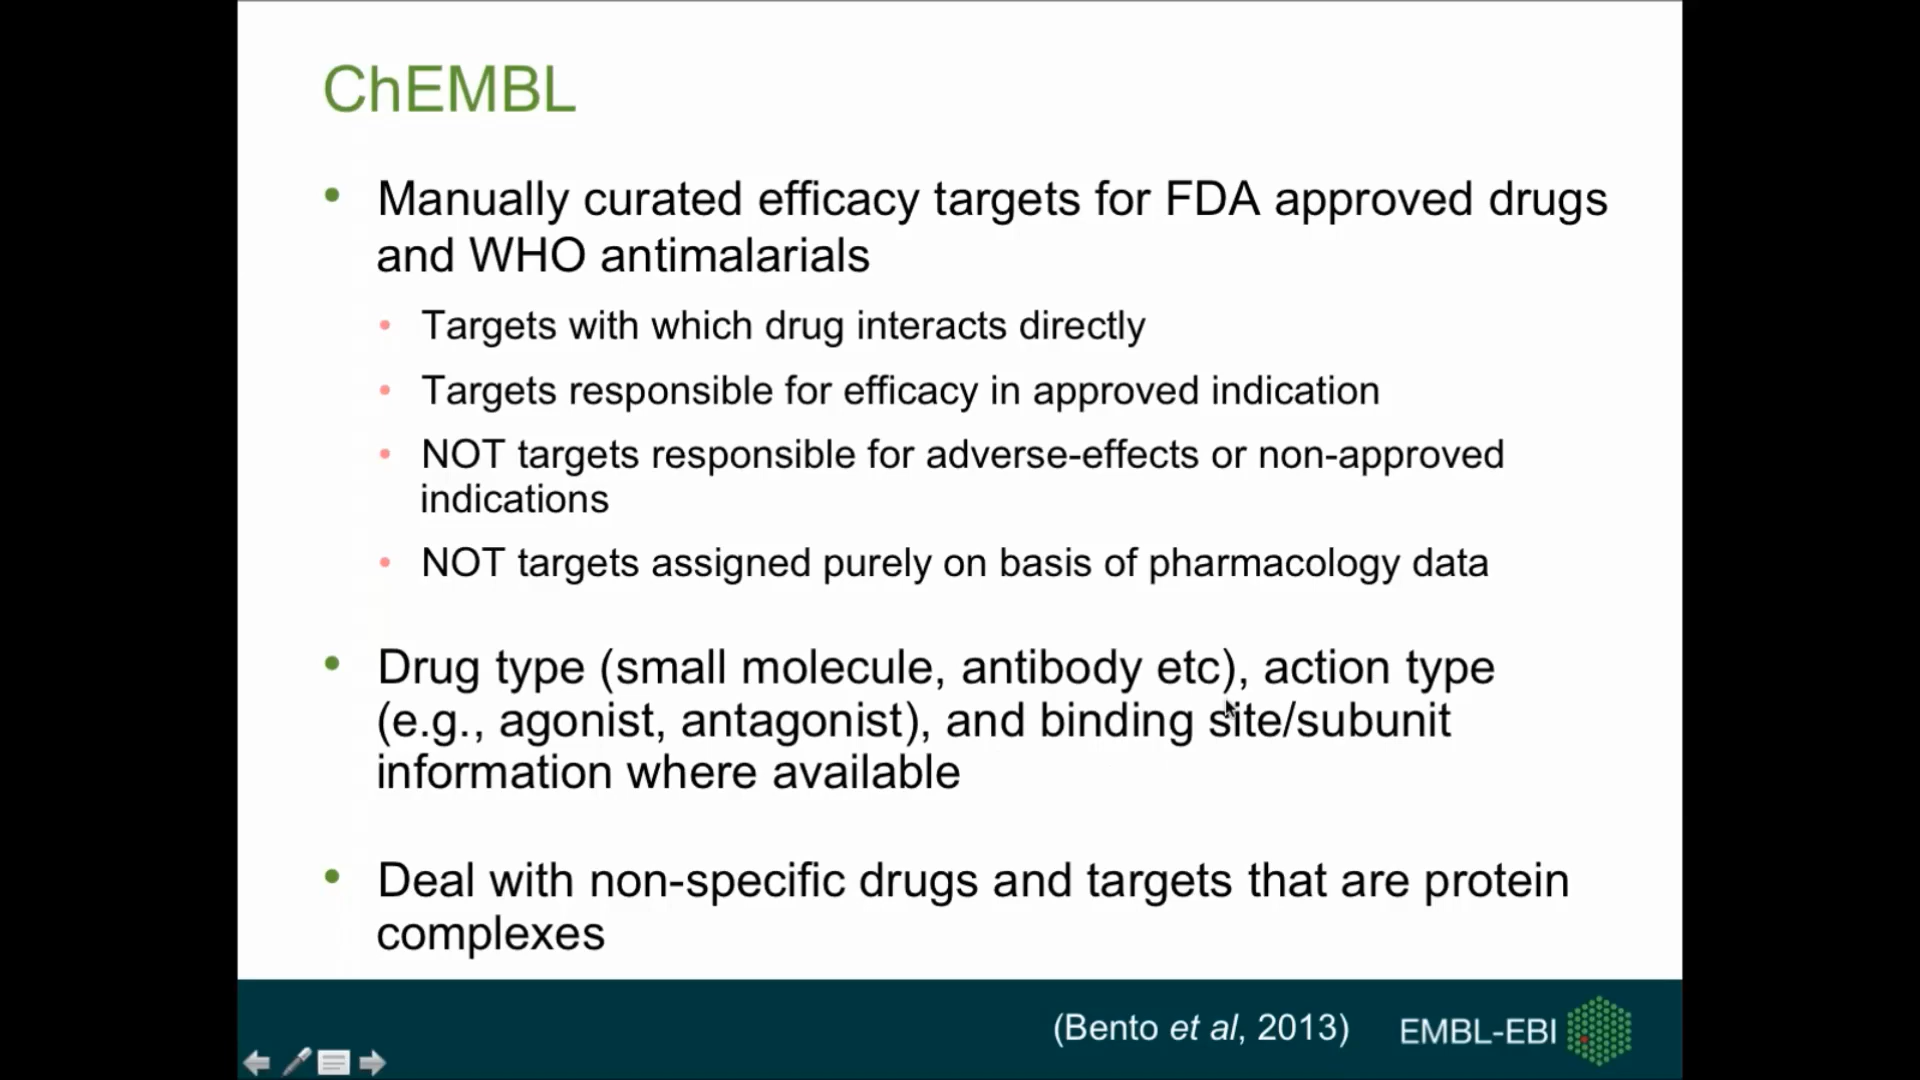 ChEMBL
• Manually curated efficacy targets for FDA approved drugs
and WHO antimalarials
• Targets with which drug interacts directly
• Targets responsible for efficacy in approved indication
• NOT targets responsible for adverse-effects or non-approved
indications
• NOT targets assigned purely on basis of pharmacology data
• Drug type (small molecule, antibody etc), action type
(e.g., agonist, antagonist), and binding site/subunit
information where available
• Deal with non-specific drugs and targets that are protein
complexes
(Bento et al, 2013) EMBL-EBI